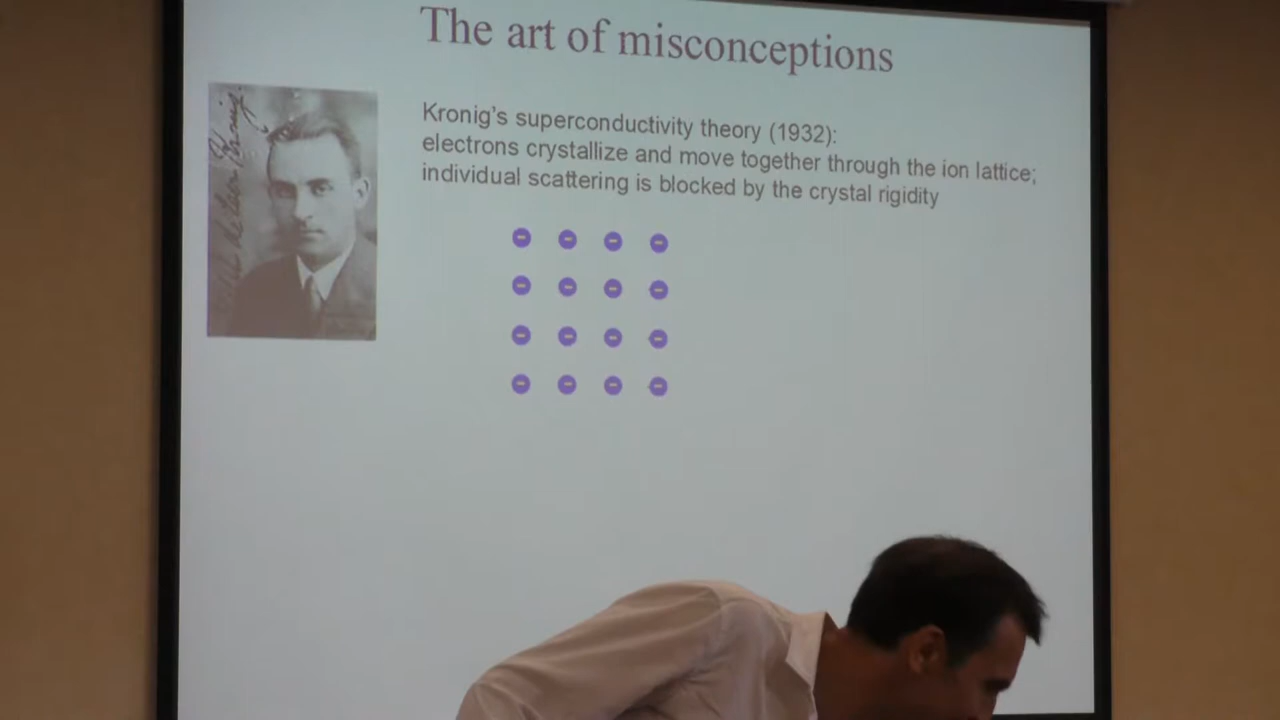 The art of misconceptions
Kronig's superconductivity theory (1932):
electrons crystallize and move together through the ion lattice;
individual scattering is blocked by the crystal rigidity